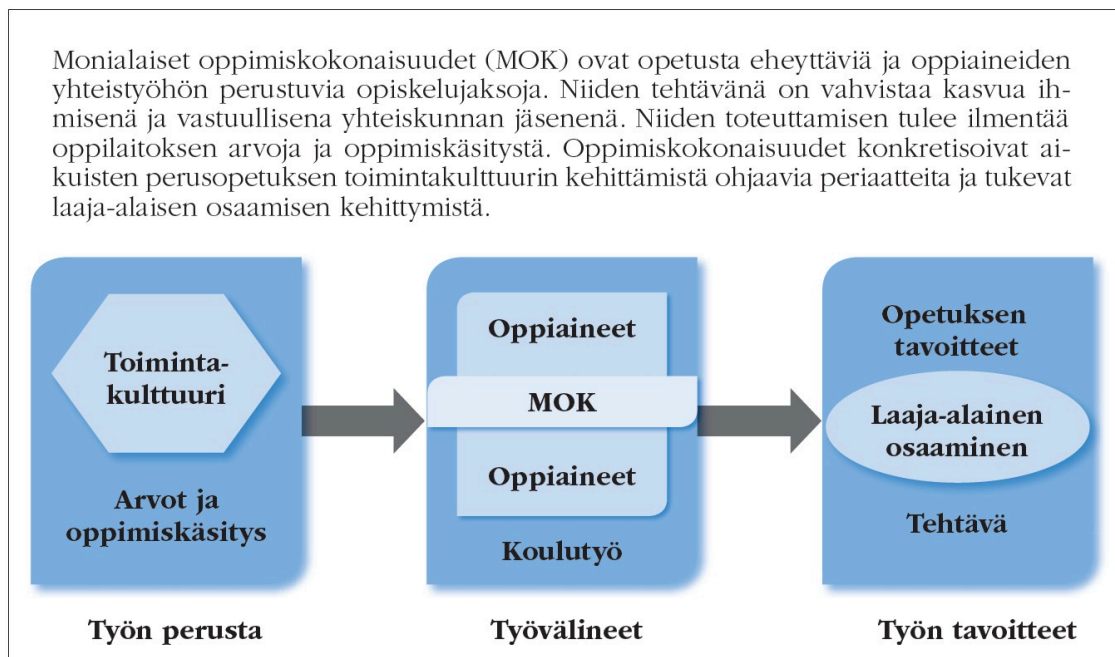 Monialaiset oppimiskokonaisuudet (MOK) ovat opetusta eheyttäviä ja oppiaineiden
yhteistyöhön perustuvia opiskelujaksoja. Niiden tehtävänä on vahvistaa kasvua ih-
misenä ja vastuullisena yhteiskunnan jäsenenä. Niiden toteuttamisen tulee ilmentää
oppilaitoksen arvoja ja oppimiskäsitystä. Oppimiskokonaisuudet konkretisoivat ai-
kuisten perusopetuksen toimintakulttuurin kehittämistä ohjaavia periaatteita ja tukevat
laaja-alaisen osaamisen kehittymistä.
Toiminta-
kulttuuri
Arvot ja
oppimiskäsitys
Työn perusta
Oppiaineet
MOK
Oppiaineet
Koulutyö
Työvälineet
Opetuksen
tavoitteet
Laaja-alainen
osaaminen
Tehtävä
Työn tavoitteet